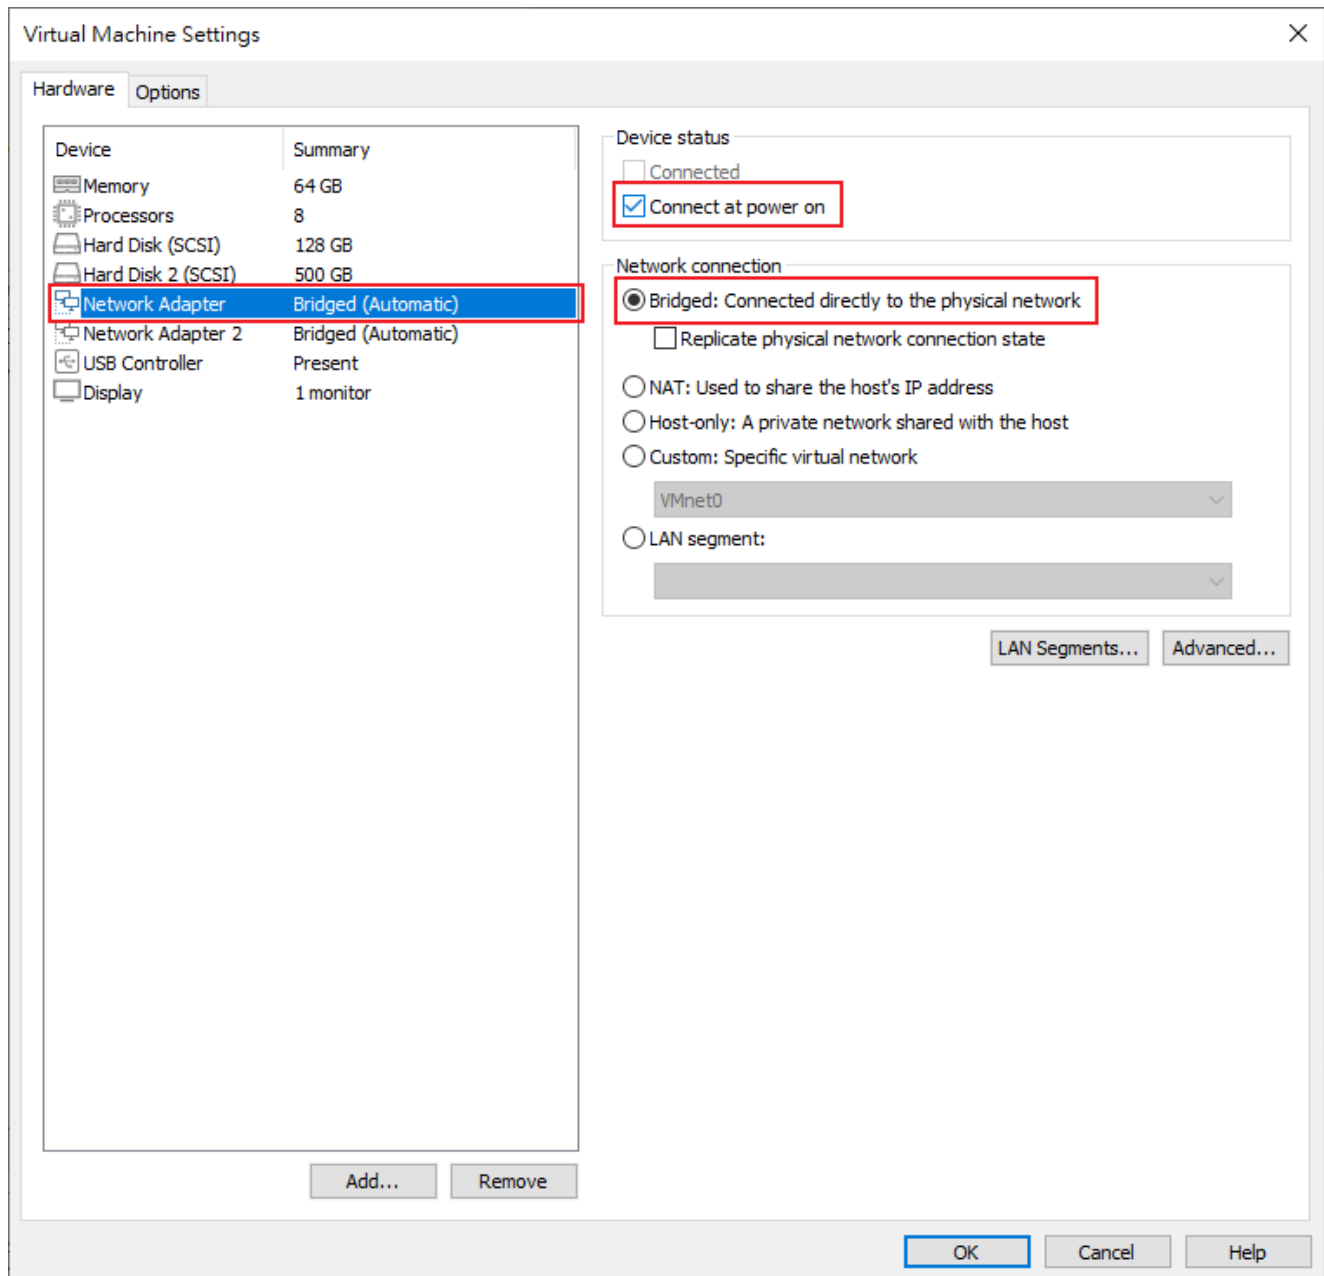 Virtual Machine Settings
Hardware
Options
Device Summary
Memory 64 GB
Processors 8
Hard Disk (SCSI) 128 GB
Hard Disk 2 (SCSI) 500 GB
Network Adapter Bridged (Automatic)
Network Adapter 2 Bridged (Automatic)
USB Controller Present
Display 1 monitor
Add...
Remove
Device status
Connected
Connect at power on
Network connection
Bridged: Connected directly to the physical network
Replicate physical network connection state
NAT: Used to share the host's IP address
Host-only: A private network shared with the host
Custom: Specific virtual network
VMnet0
LAN segment:
LAN Segments...
Advanced...
OK
Cancel
Help